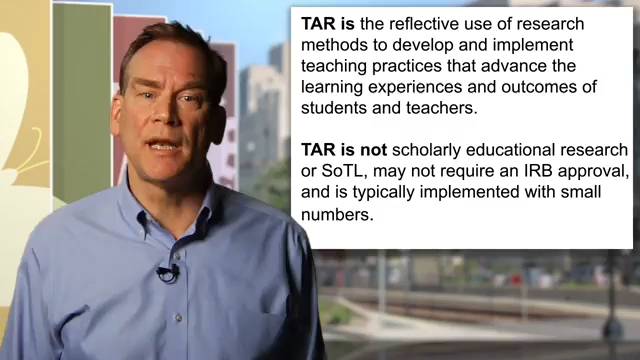 TAR is the reflective use of research
methods to develop and implement
teaching practices that advance the
learning experiences and outcomes of
students and teachers.
TAR is not scholarly educational research
or SoTL, may not require an IRB approval,
and is typically implemented with small
numbers.